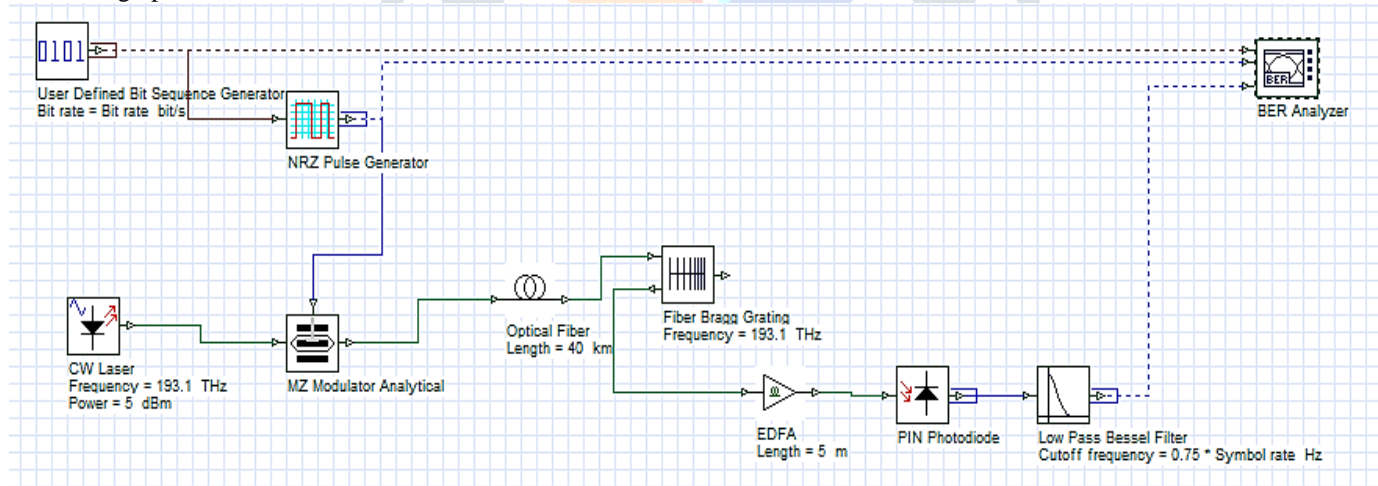 0101
User Defined Bit Sequence Generator
Bit rate = Bit rate bit/s
NRZ Pulse Generator
BER
BER Analyzer
CW Laser
Frequency = 193.1 THz
Power = 5 dBm
MZ Modulator Analytical
Optical Fiber
Length = 40 km
Fiber Bragg Grating
Frequency = 193.1 THz
EDFA
Length = 5 m
PIN Photodiode
Low Pass Bessel Filter
Cutoff frequency = 0.75 * Symbol rate Hz